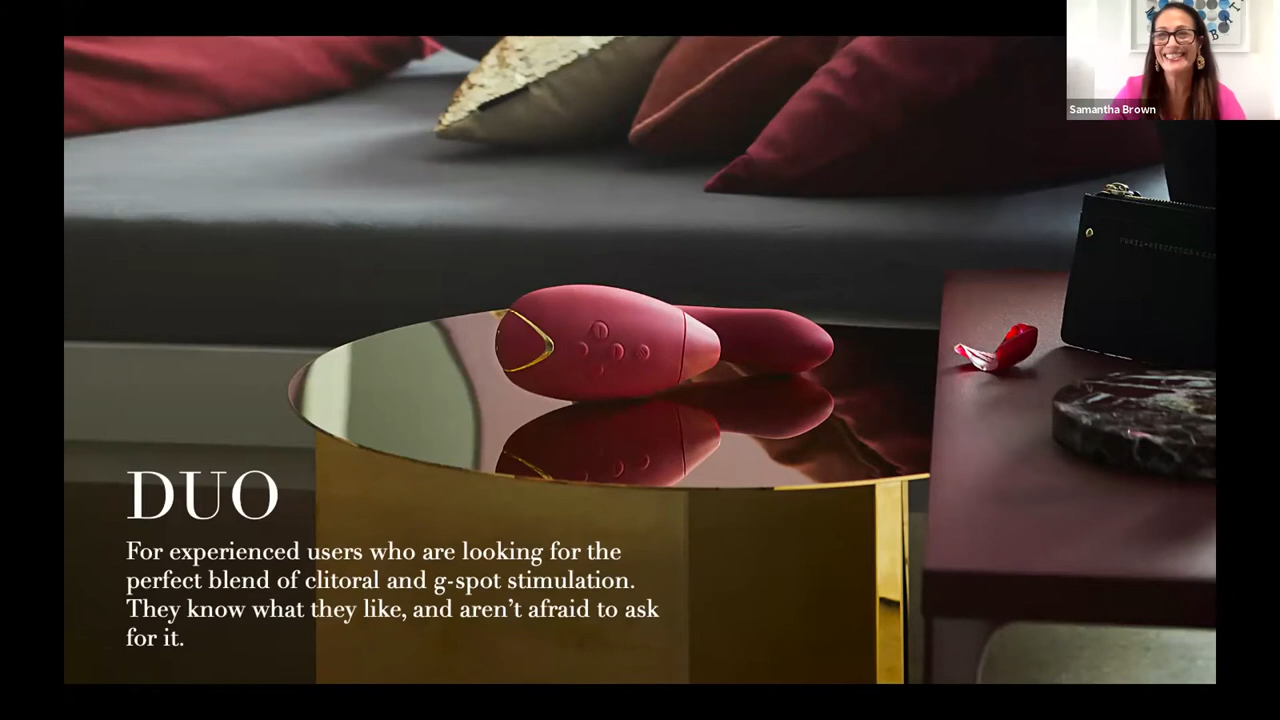 Samantha Brown
DUO
For experienced users who are looking for the
perfect blend of clitoral and g-spot stimulation.
They know what they like, and aren’t afraid to ask
for it.